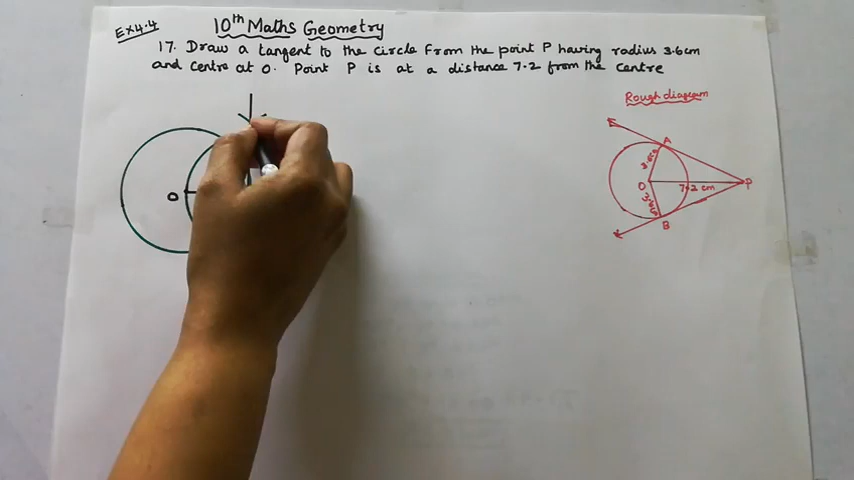 Ex 4.4
10th Maths Geometry
17. Draw a tangent to the circle from the point P having radius 3.6cm
and centre at O. Point P is at a distance 7.2 from the centre
Rough diagram
A
3.6cm
O
7.2 cm
P
3.6cm
B
O